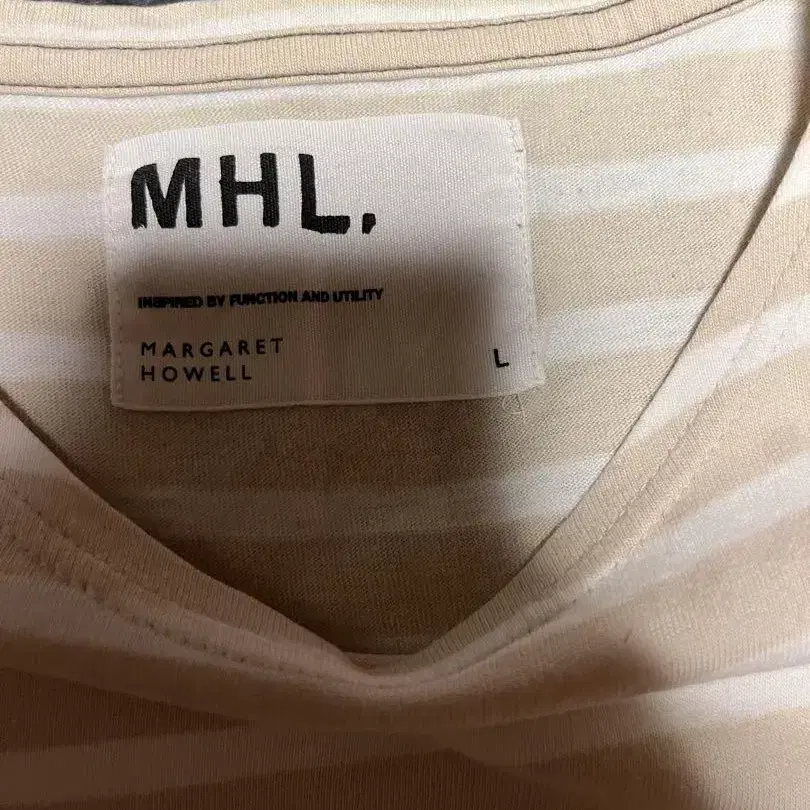 MHL.
INSPIRED BY FUNCTION AND UTILITY
MARGARET
HOWELL
L